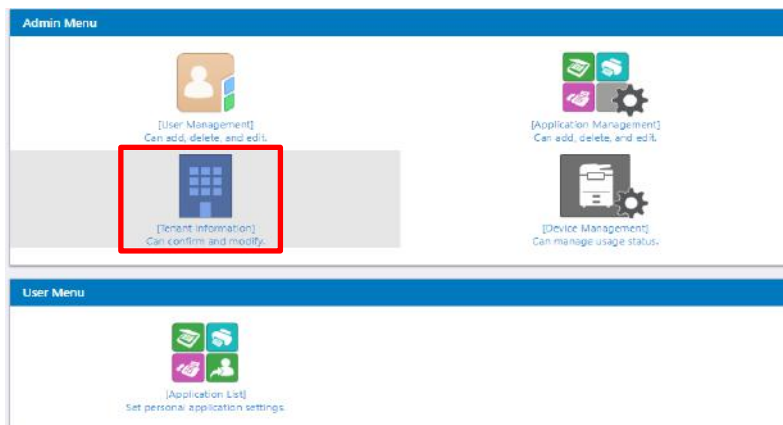 Admin Menu
[User Management]
Can add, delete, and edit.
[Application Management]
Can add, delete, and edit.
[Tenant Information]
Can confirm and modify.
[Device Management]
Can manage usage status.
User Menu
[Application List]
Set personal application settings.